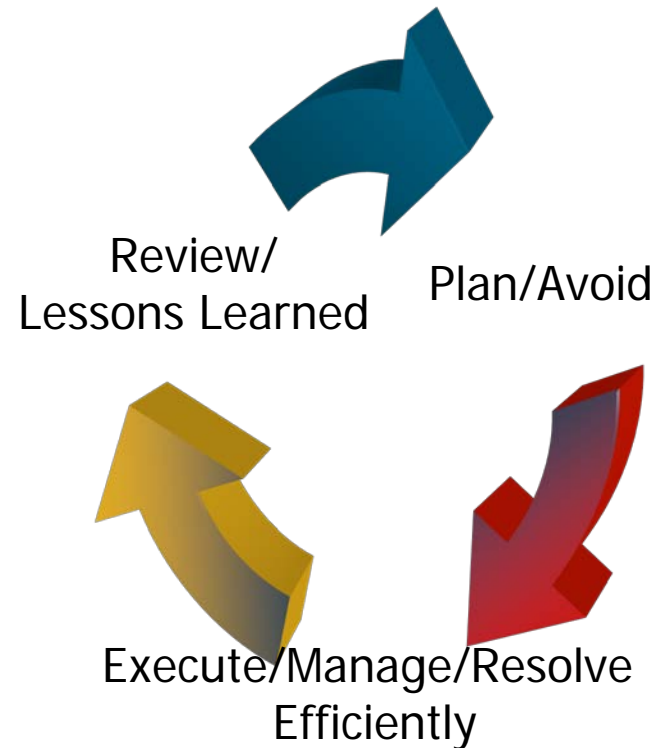 Review/
Lessons Learned
Plan/Avoid
Execute/Manage/Resolve
Efficiently